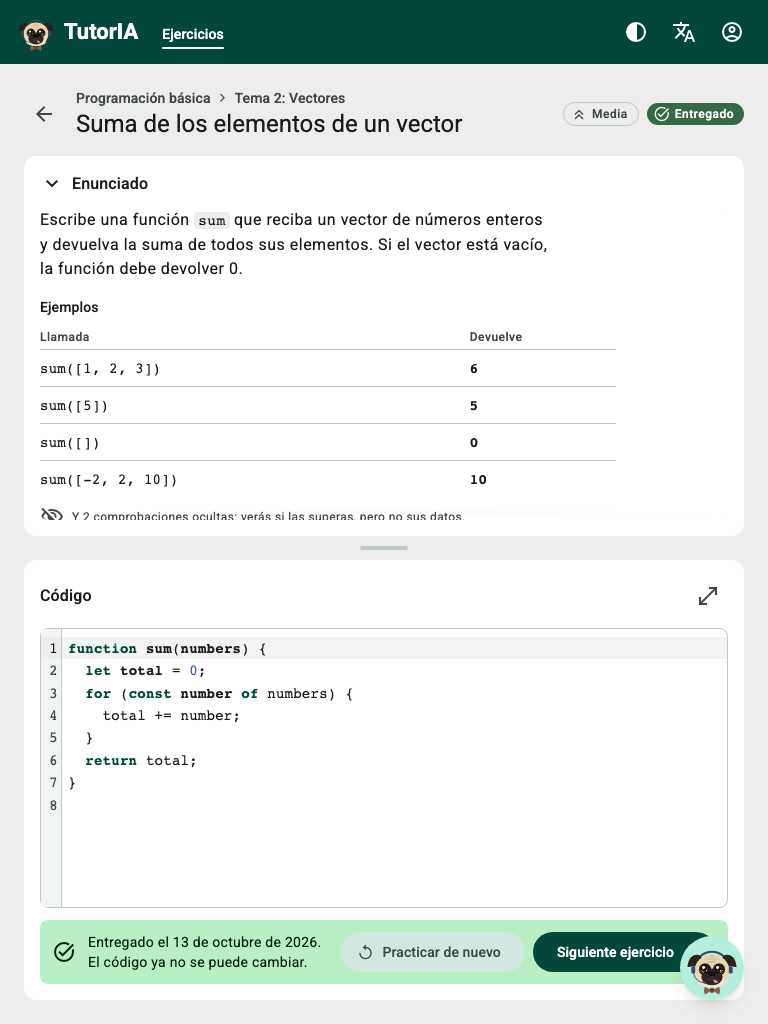 TutorIA
Ejercicios
Programación básica > Tema 2: Vectores
Suma de los elementos de un vector
Media
Entregado
Enunciado
Escribe una función sum que reciba un vector de números enteros
y devuelva la suma de todos sus elementos. Si el vector está vacío,
la función debe devolver 0.
Ejemplos
Llamada Devuelve
sum([1, 2, 3]) 6
sum([5]) 5
sum([]) 0
sum([-2, 2, 10]) 10
Y 2 comprobaciones ocultas: verás si las superas, pero no sus datos.
Código
1 function sum(numbers) {
2 let total = 0;
3 for (const number of numbers) {
4 total += number;
5 }
6 return total;
7 }
8
Entregado el 13 de octubre de 2026.
El código ya no se puede cambiar.
Practicar de nuevo
Siguiente ejercicio